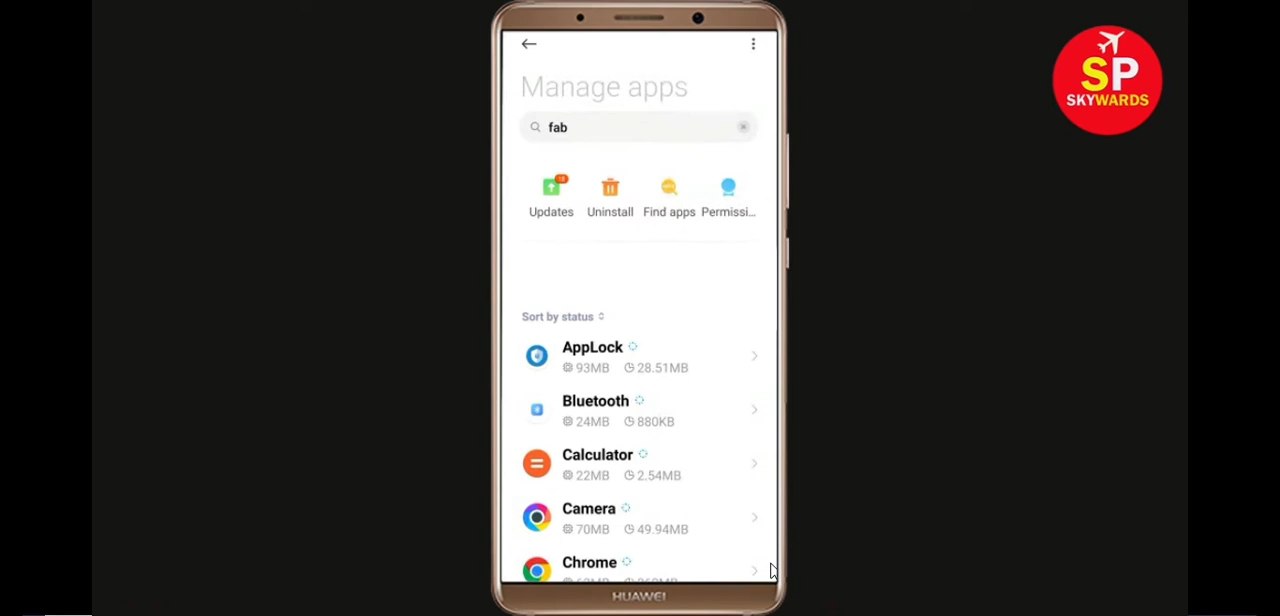 SP
SKYWARDS
Manage apps
fab
18
Updates Uninstall Find apps Permissi...
Sort by status
AppLock
93MB 28.51MB
Bluetooth
24MB 880KB
Calculator
22MB 2.54MB
Camera
70MB 49.94MB
Chrome
HUAWEI